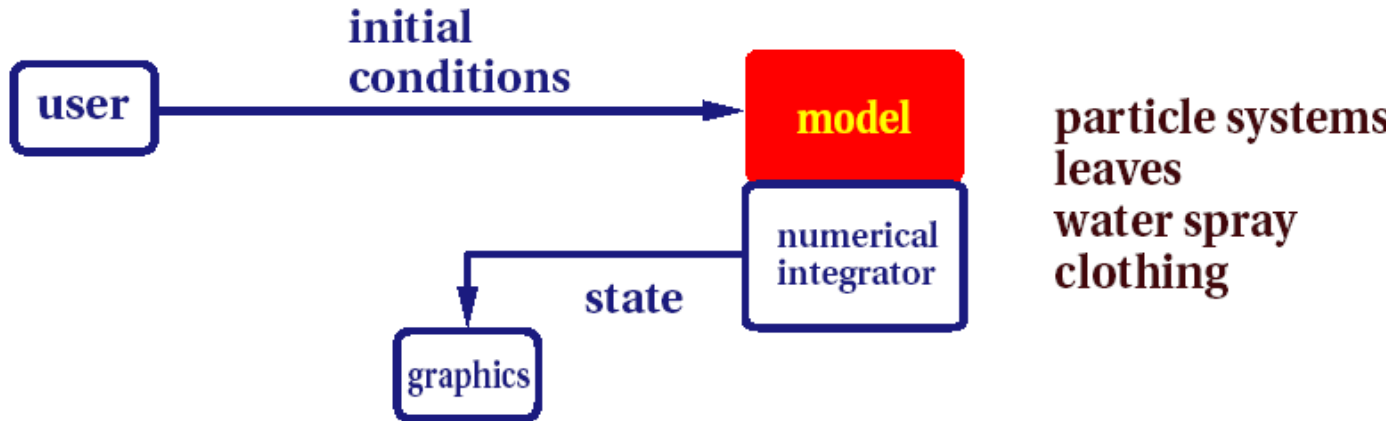 initial
conditions
user
model
particle systems
leaves
water spray
clothing
numerical
integrator
state
graphics